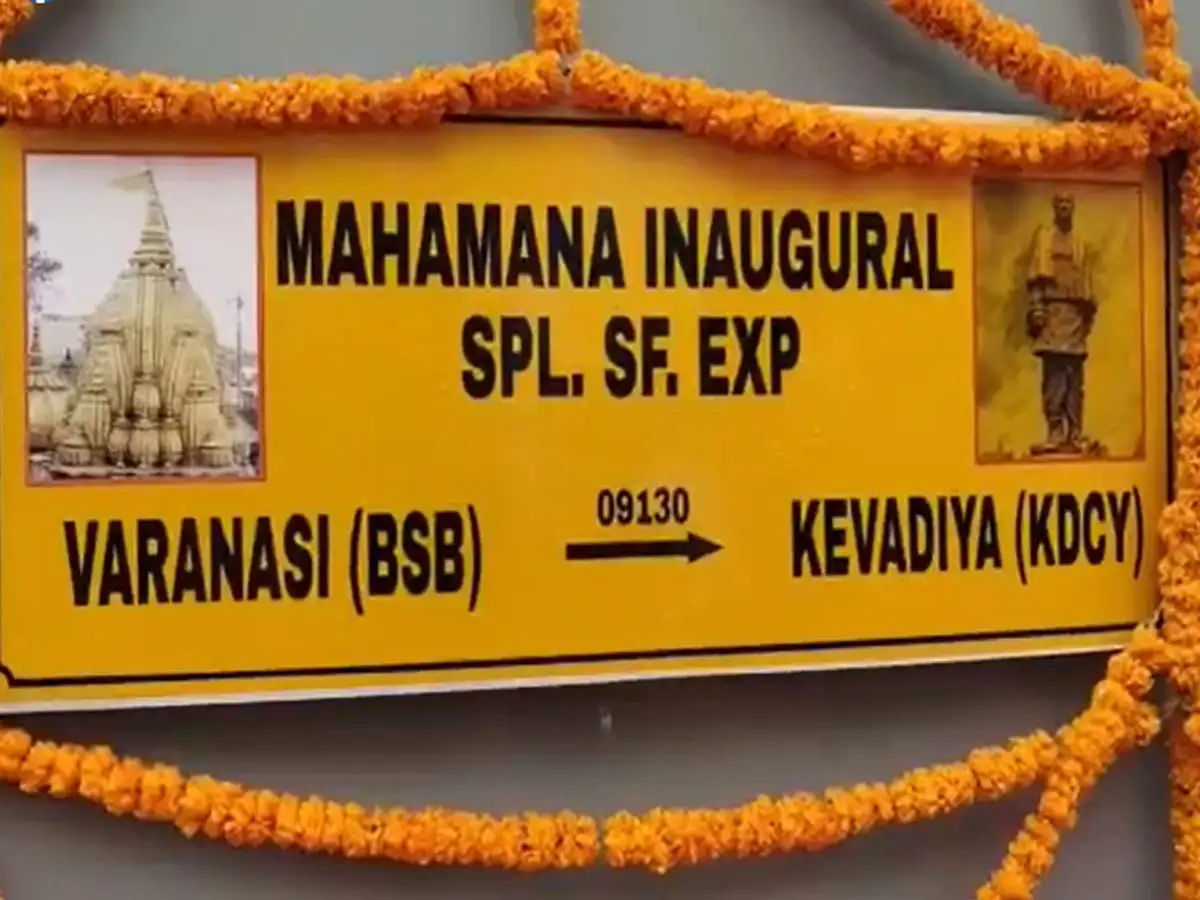 MAHAMANA INAUGURAL
SPL. SF. EXP
09130
VARANASI (BSB) → KEVADIYA (KDCY)